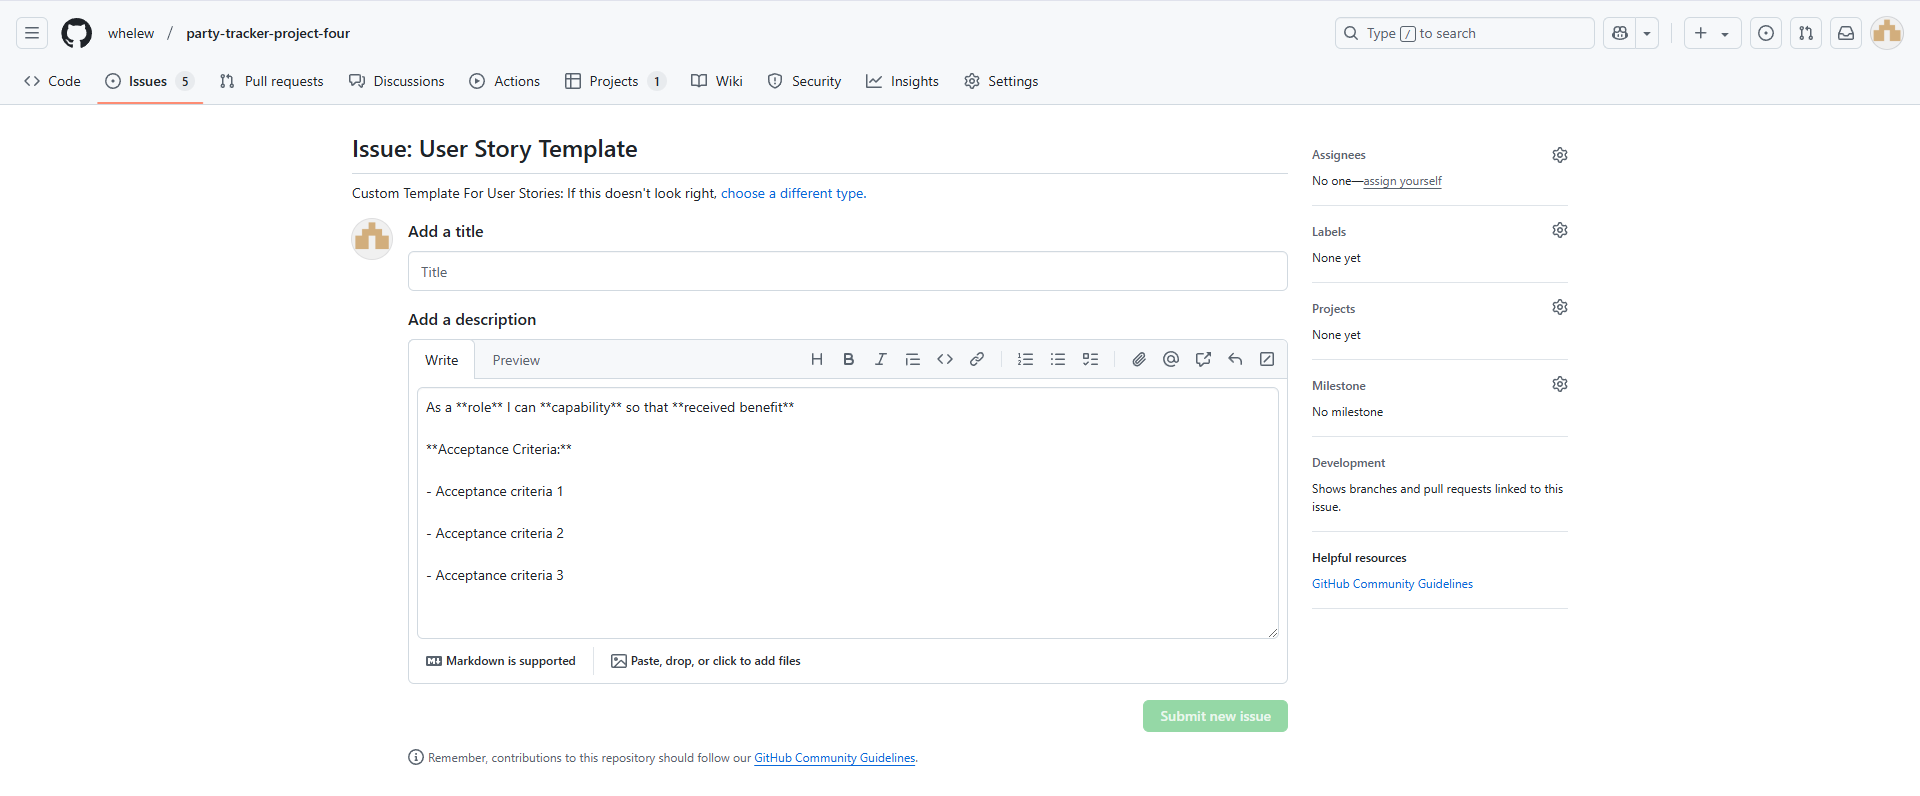 whelew / party-tracker-project-four
Type / to search
Code
Issues 5
Pull requests
Discussions
Actions
Projects 1
Wiki
Security
Insights
Settings
Issue: User Story Template
Custom Template For User Stories: If this doesn't look right, choose a different type.
Add a title
Title
Add a description
Write
Preview
As a **role** I can **capability** so that **received benefit**
**Acceptance Criteria:**
- Acceptance criteria 1
- Acceptance criteria 2
- Acceptance criteria 3
Markdown is supported
Paste, drop, or click to add files
Submit new issue
Remember, contributions to this repository should follow our GitHub Community Guidelines.
Assignees
No one—assign yourself
Labels
None yet
Projects
None yet
Milestone
No milestone
Development
Shows branches and pull requests linked to this
issue.
Helpful resources
GitHub Community Guidelines